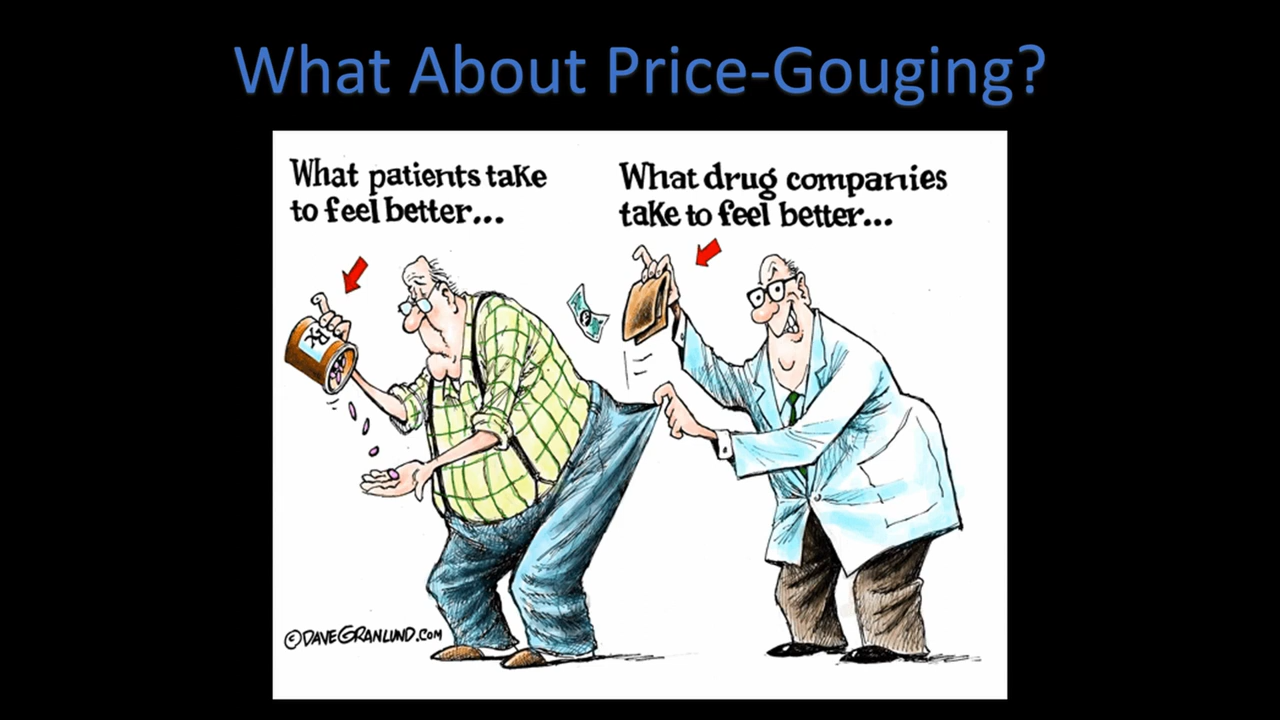 What About Price-Gouging?
What patients take
to feel better...
What drug companies
take to feel better...
RX
©DAVEGRANLUND.COM